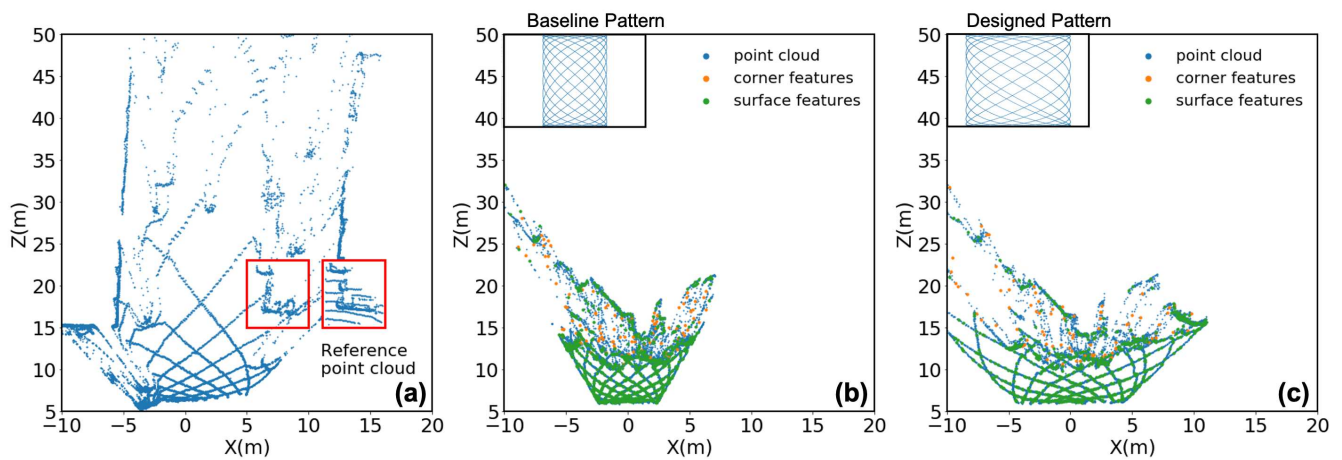 Baseline Pattern
Designed Pattern
50
45
40
35
30
25
20
15
10
5
Z(m)
−10
−5
0
5
10
15
20
X(m)
Reference
point cloud
(a)
50
45
40
35
30
25
20
15
10
5
Z(m)
−10
−5
0
5
10
15
20
X(m)
point cloud
corner features
surface features
(b)
50
45
40
35
30
25
20
15
10
5
Z(m)
−10
−5
0
5
10
15
20
X(m)
point cloud
corner features
surface features
(c)